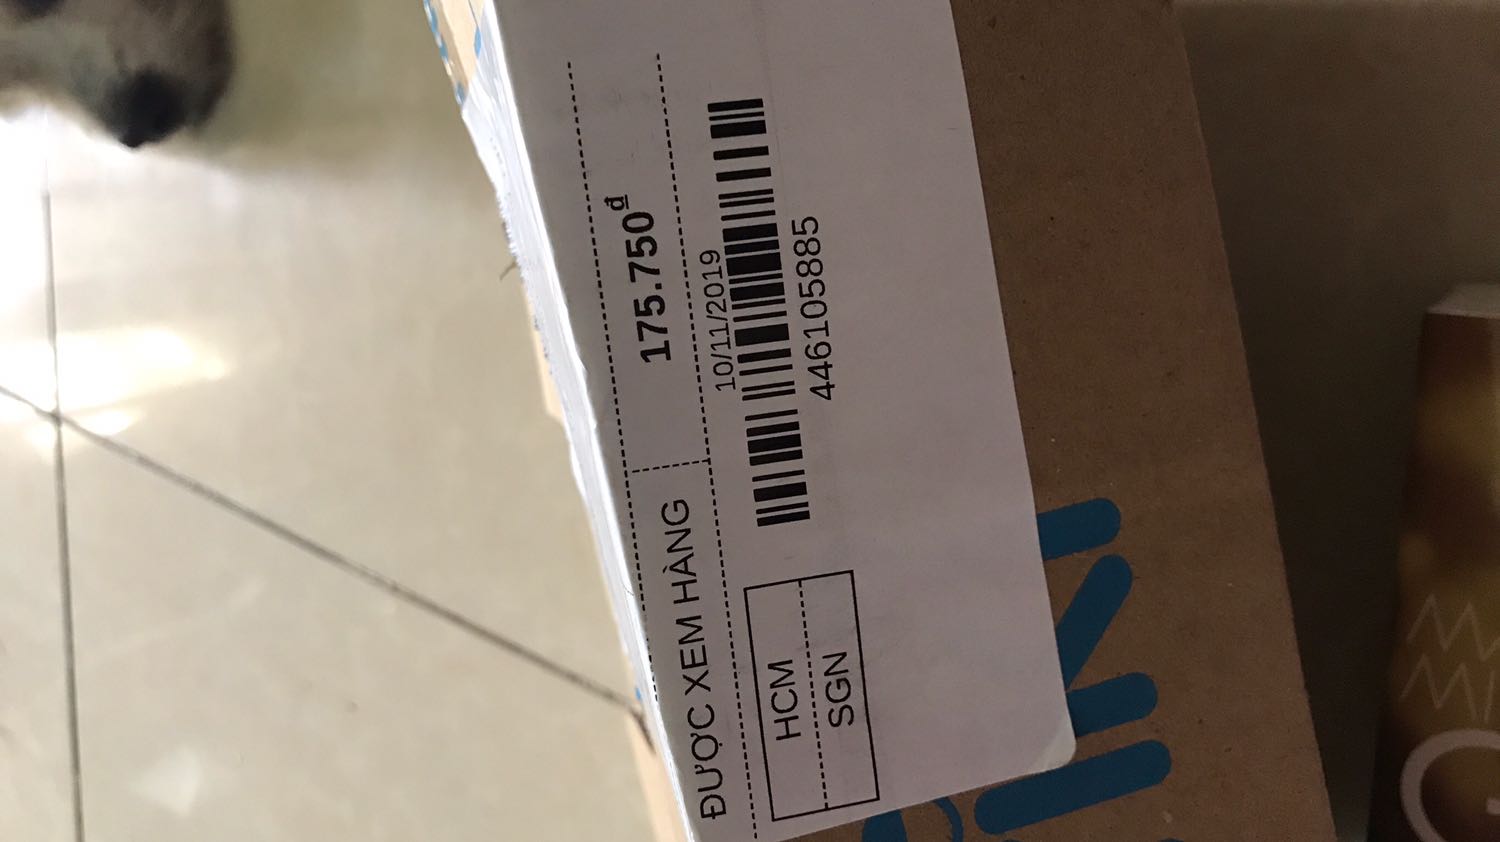 ĐƯỢC XEM HÀNG
175.750đ
10/11/2019
446105885
HCM
SGN